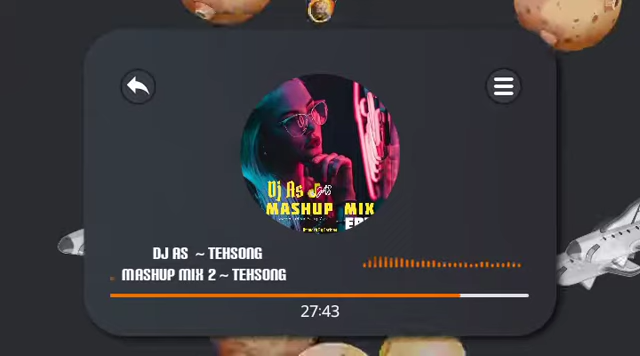 Dj As
MASHUP MIX
DJ AS ~ TEHSONG
MASHUP MIX 2 ~ TEHSONG
27:43